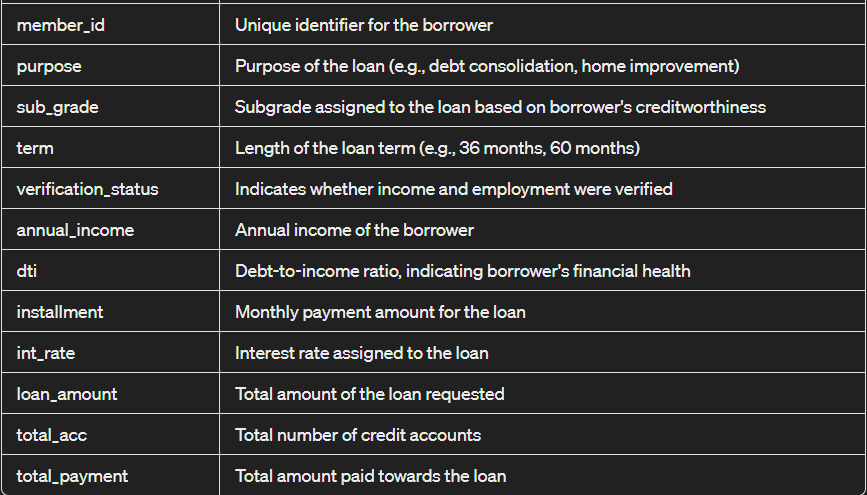 member_id Unique identifier for the borrower
purpose Purpose of the loan (e.g., debt consolidation, home improvement)
sub_grade Subgrade assigned to the loan based on borrower's creditworthiness
term Length of the loan term (e.g., 36 months, 60 months)
verification_status Indicates whether income and employment were verified
annual_income Annual income of the borrower
dti Debt-to-income ratio, indicating borrower's financial health
installment Monthly payment amount for the loan
int_rate Interest rate assigned to the loan
loan_amount Total amount of the loan requested
total_acc Total number of credit accounts
total_payment Total amount paid towards the loan